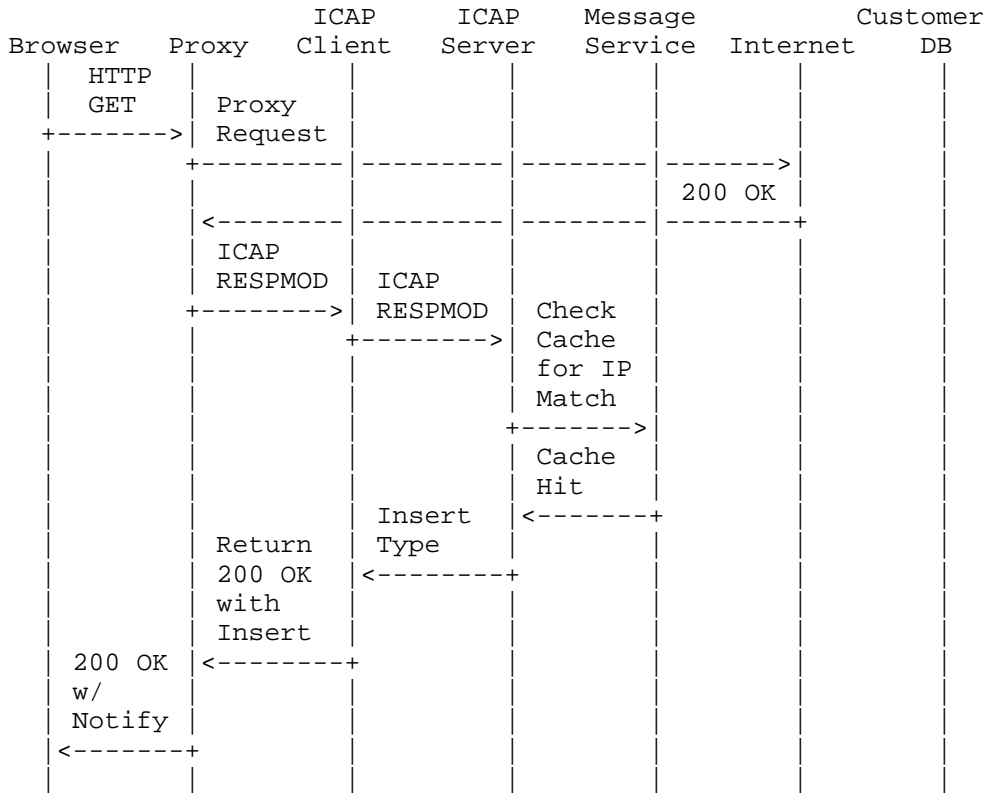 ICAP ICAP Message Customer
Browser Proxy Client Server Service Internet DB
HTTP
GET Proxy
Request
200 OK
ICAP
RESPMOD ICAP
RESPMOD Check
Cache
for IP
Match
Cache
Hit
Insert
Return Type
200 OK
with
Insert
200 OK
w/
Notify